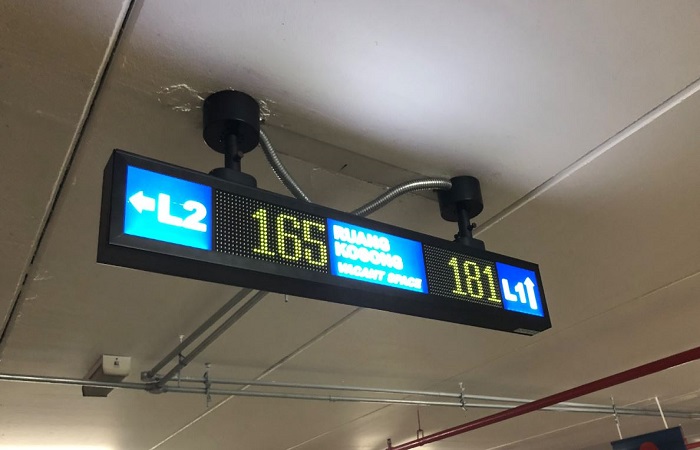 ←L2
165
RUANG
KOSONG
VACANT SPACE
181
L1↑